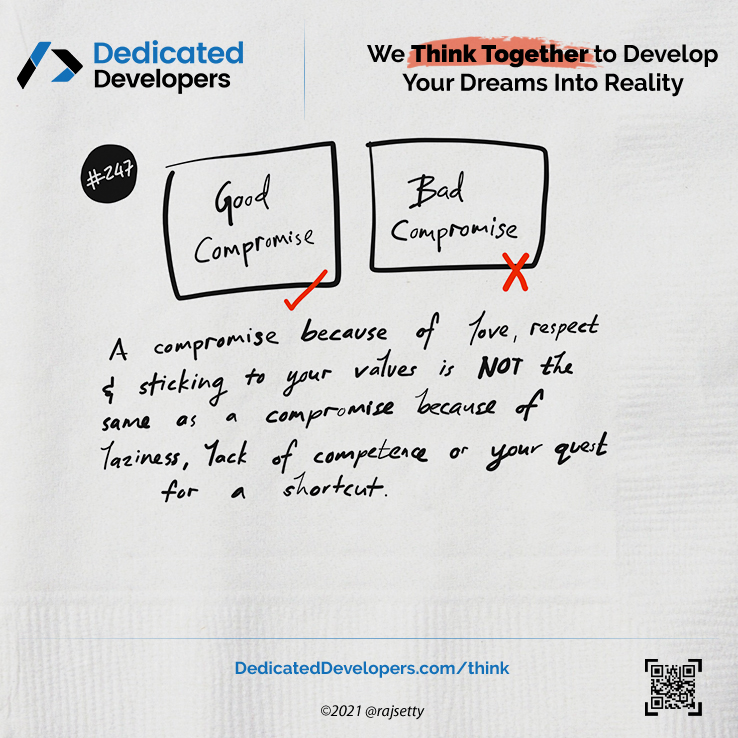 Dedicated
Developers
We Think Together to Develop
Your Dreams Into Reality
#247
Good
Compromise
Bad
Compromise
A compromise because of love, respect
& sticking to your values is NOT the
same as a compromise because of
laziness, lack of competence or your quest
for a shortcut.
DedicatedDevelopers.com/think
©2021 @rajsetty